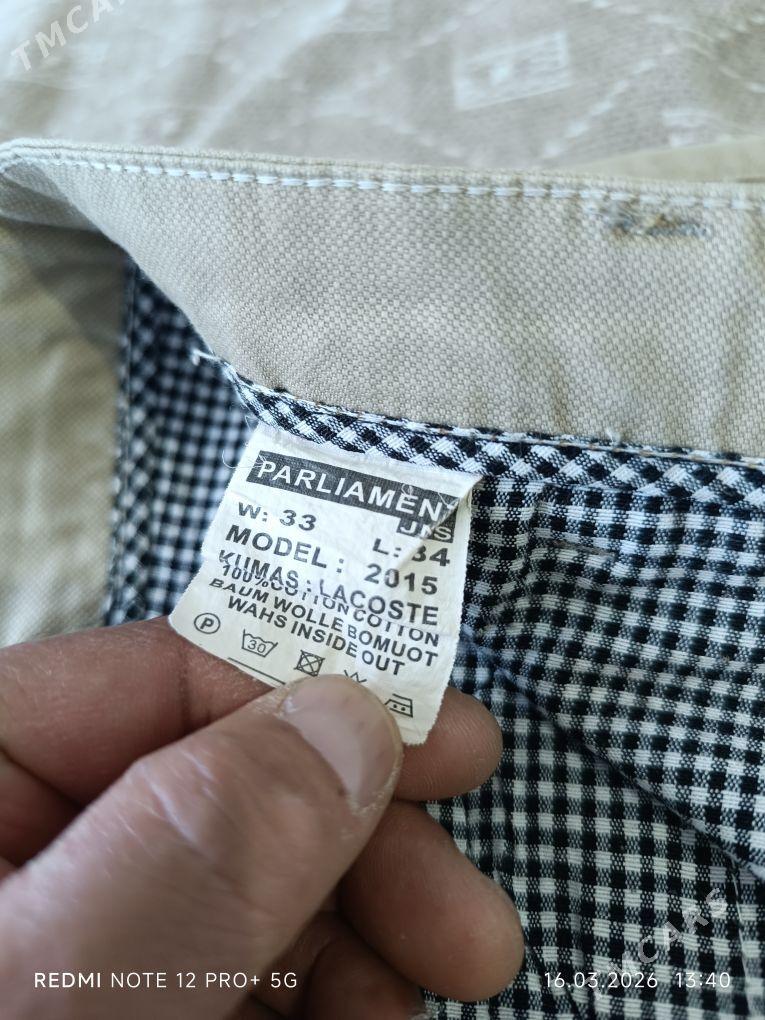 TMCARS
PARLIAMENT
JNS
W: 33 L: 34
MODEL : 2015
KUMAS : LACOSTE
100%COTTON COTTON
BAUM WOLLE BOMUOT
WAHS INSIDE OUT
P 30
TMCARS
REDMI NOTE 12 PRO+ 5G 16.03.2026 13:40